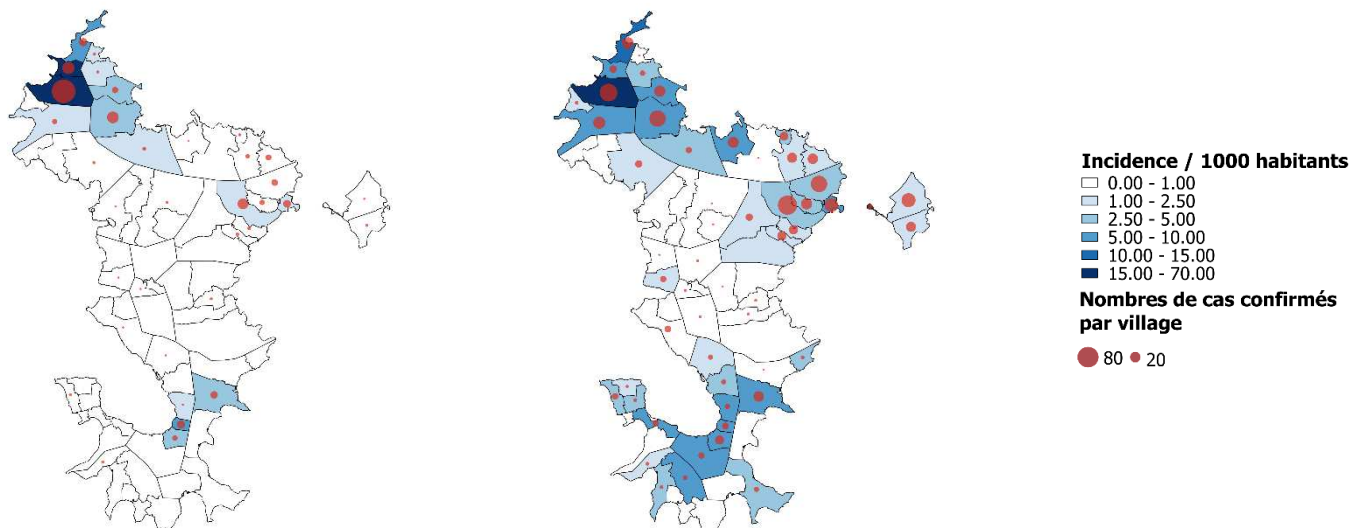 Incidence / 1000 habitants
0.00 - 1.00
1.00 - 2.50
2.50 - 5.00
5.00 - 10.00
10.00 - 15.00
15.00 - 70.00
Nombres de cas confirmés
par village
80 20